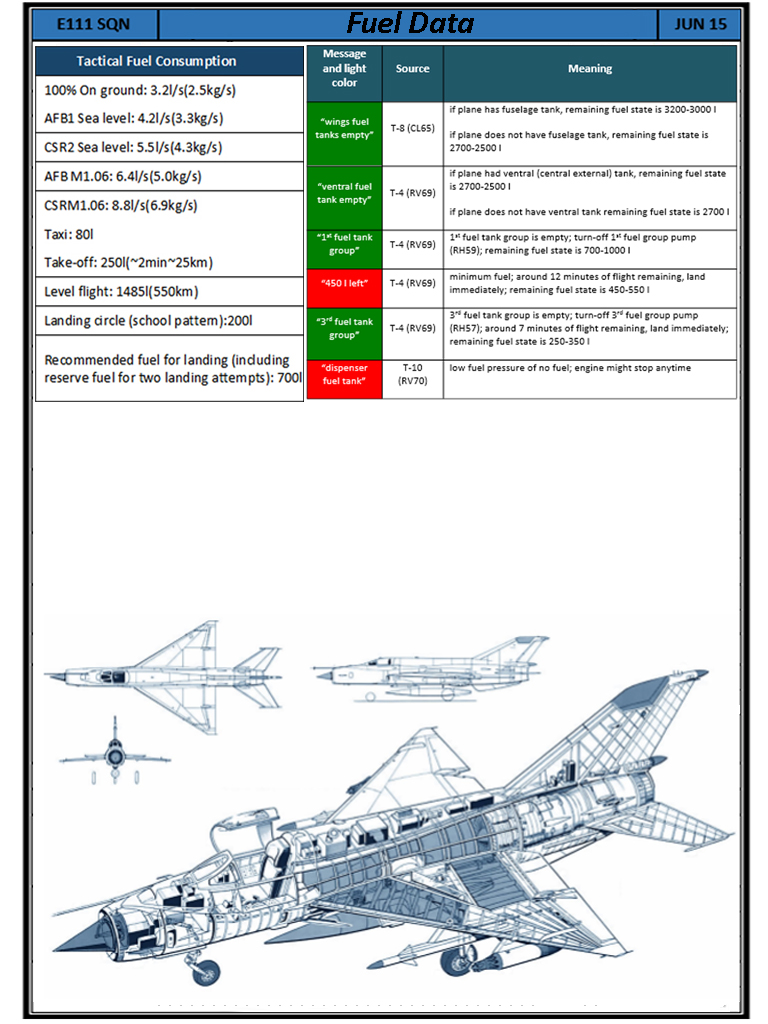 E111 SQN
Fuel Data
JUN 15
Tactical Fuel Consumption
100% On ground: 3.2l/s(2.5kg/s)
AFB1 Sea level: 4.2l/s(3.3kg/s)
CSR2 Sea level: 5.5l/s(4.3kg/s)
AFB M1.06: 6.4l/s(5.0kg/s)
CSRM1.06: 8.8l/s(6.9kg/s)
Taxi: 80l
Take-off: 250l(~2min~25km)
Level flight: 1485l(550km)
Landing circle (school pattem):200l
Recommended fuel for landing (including
reserve fuel for two landing attempts): 700l
Message
and light
color
Source
Meaning
“wings fuel
tanks empty”
T-8 (CL65)
if plane has fuselage tank, remaining fuel state is 3200-3000 l
if plane does not have fuselage tank, remaining fuel state is
2700-2500 l
“ventral fuel
tank empty”
T-4 (RV69)
if plane had ventral (central external) tank, remaining fuel state
is 2700-2500 l
if plane does not have ventral tank remaining fuel state is 2700 l
“1st fuel tank
group”
T-4 (RV69)
1st fuel tank group is empty; turn-off 1st fuel group pump
(RH59); remaining fuel state is 700-1000 l
“450 l left”
T-4 (RV69)
minimum fuel; around 12 minutes of flight remaining, land
immediately; remaining fuel state is 450-550 l
“3rd fuel tank
group”
T-4 (RV69)
3rd fuel tank group is empty; turn-off 3rd fuel group pump
(RH57); around 7 minutes of flight remaining, land immediately;
remaining fuel state is 250-350 l
“dispenser
fuel tank”
T-10
(RV70)
low fuel pressure of no fuel; engine might stop anytime